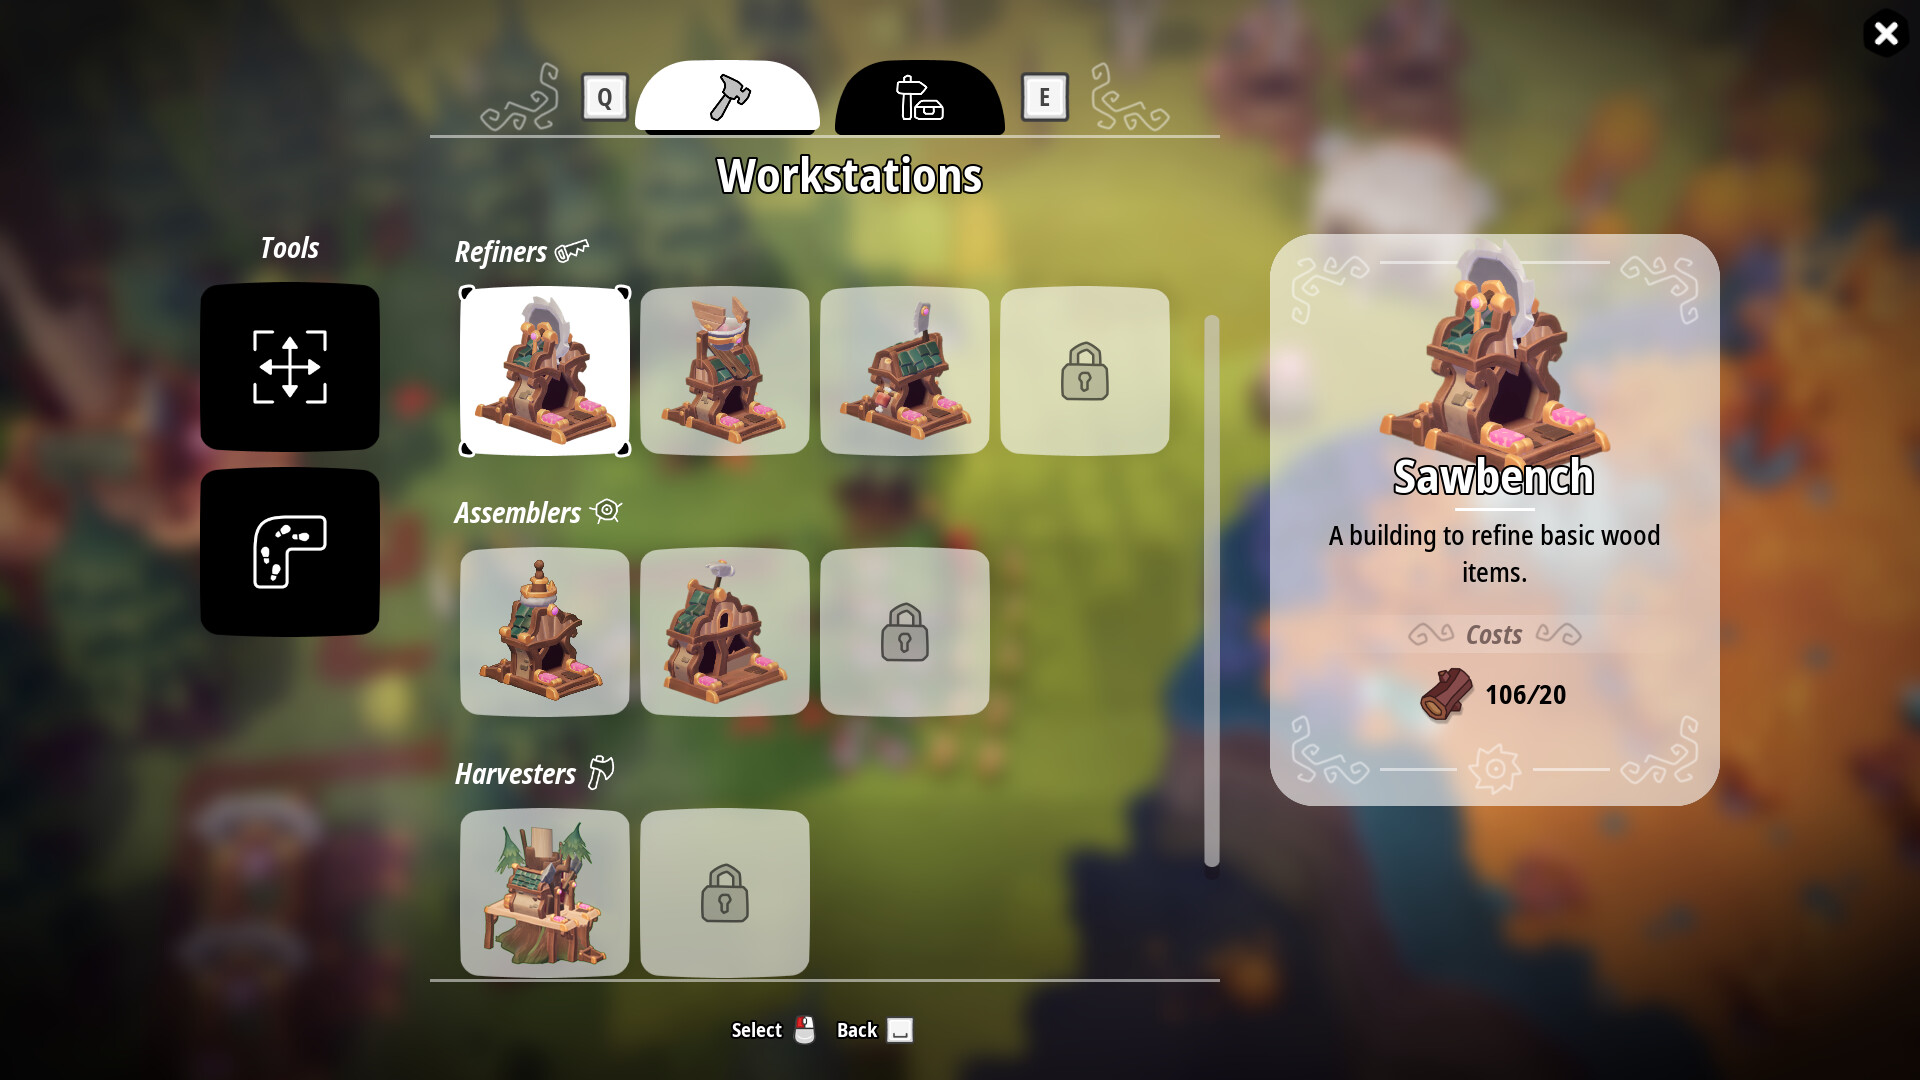 Q
E
Workstations
Tools
Refiners
Assemblers
Harvesters
Sawbench
A building to refine basic wood
items.
Costs
106/20
Select
Back